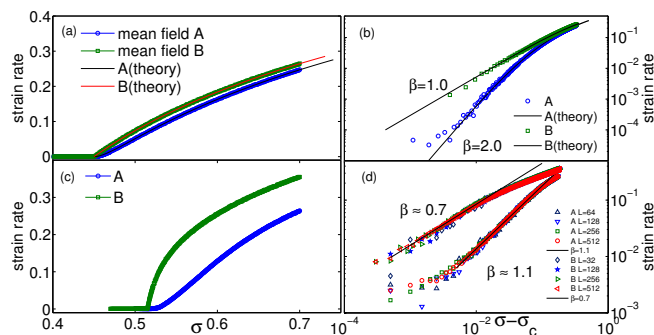 (a)
mean field A
mean field B
A(theory)
B(theory)
strain rate
0.4
0.3
0.2
0.1
0
(b)
β=1.0
β=2.0
A
A(theory)
B
B(theory)
10⁻¹
10⁻²
10⁻³
10⁻⁴
strain rate
(c)
A
B
strain rate
0.3
0.2
0.1
0
0.4
0.5
σ
0.6
0.7
(d)
β ≈ 0.7
β ≈ 1.1
A L=64
A L=128
A L=256
A L=512
β=1.1
B L=32
B L=128
B L=256
B L=512
β=0.7
10⁻¹
10⁻²
10⁻³
strain rate
10⁻⁴
10⁻²
σ−σc
10⁰